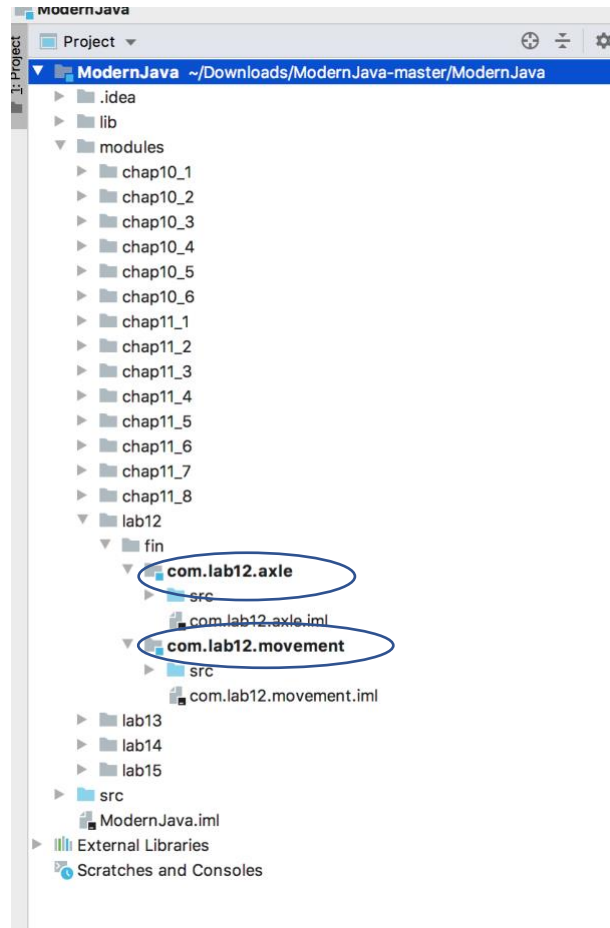 ModernJava
1: Project
Project
ModernJava ~/Downloads/ModernJava-master/ModernJava
.idea
lib
modules
chap10_1
chap10_2
chap10_3
chap10_4
chap10_5
chap10_6
chap11_1
chap11_2
chap11_3
chap11_4
chap11_5
chap11_6
chap11_7
chap11_8
lab12
fin
com.lab12.axle
src
com.lab12.axle.iml
com.lab12.movement
src
com.lab12.movement.iml
lab13
lab14
lab15
src
ModernJava.iml
External Libraries
Scratches and Consoles